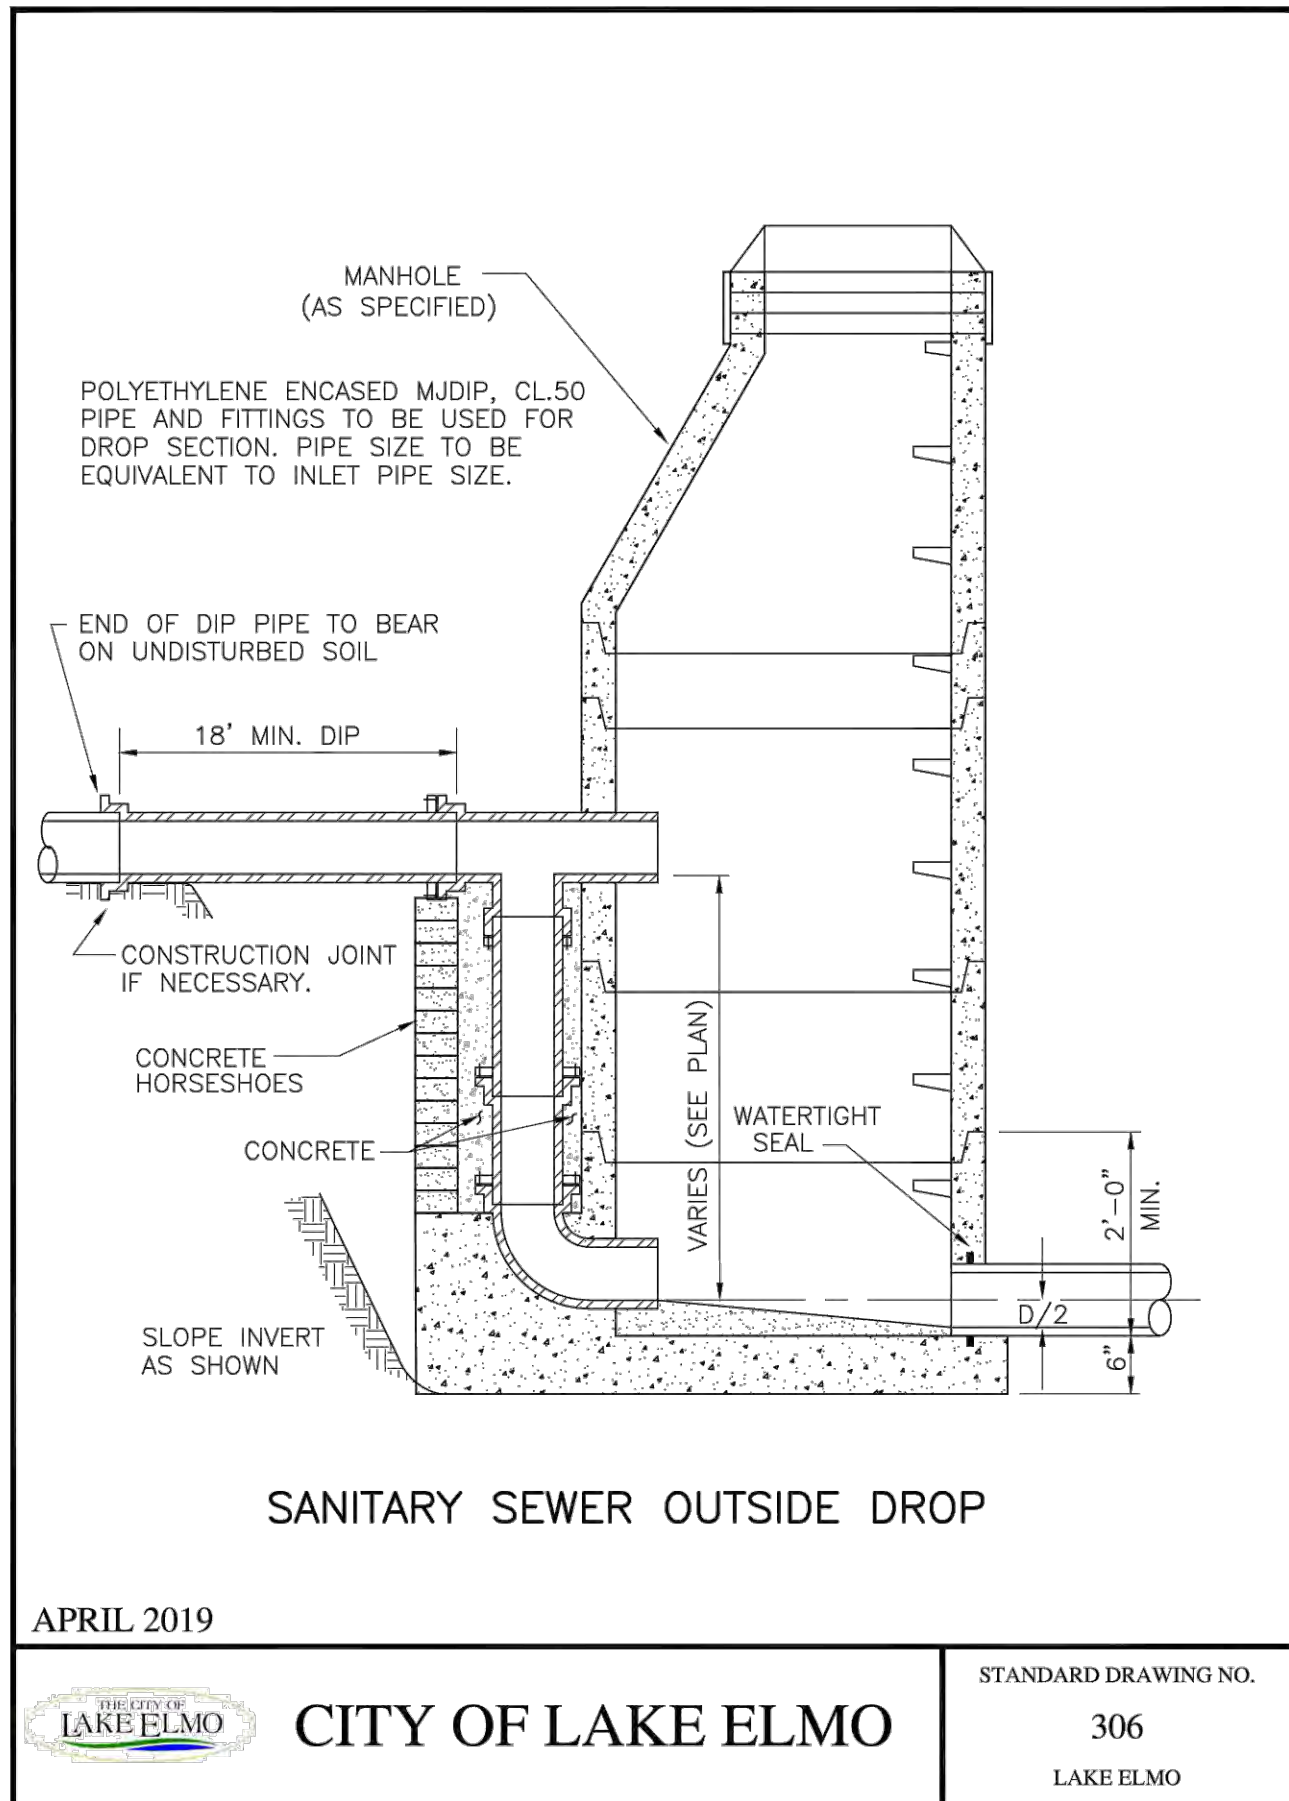 MANHOLE
(AS SPECIFIED)
POLYETHYLENE ENCASED MJDIP, CL.50
PIPE AND FITTINGS TO BE USED FOR
DROP SECTION. PIPE SIZE TO BE
EQUIVALENT TO INLET PIPE SIZE.
END OF DIP PIPE TO BEAR
ON UNDISTURBED SOIL
18' MIN. DIP
CONSTRUCTION JOINT
IF NECESSARY.
CONCRETE
HORSESHOES
CONCRETE
VARIES (SEE PLAN)
WATERTIGHT
SEAL
2'-0"
MIN.
D/2
6"
SLOPE INVERT
AS SHOWN
SANITARY SEWER OUTSIDE DROP
APRIL 2019
THE CITY OF
LAKE ELMO
CITY OF LAKE ELMO
STANDARD DRAWING NO.
306
LAKE ELMO